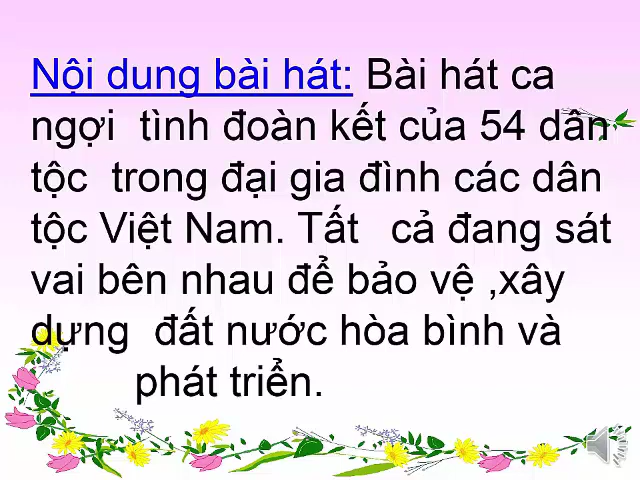 Nội dung bài hát: Bài hát ca
ngợi tình đoàn kết của 54 dân
tộc trong đại gia đình các dân
tộc Việt Nam. Tất cả đang sát
vai bên nhau để bảo vệ ,xây
dựng đất nước hòa bình và
phát triển.